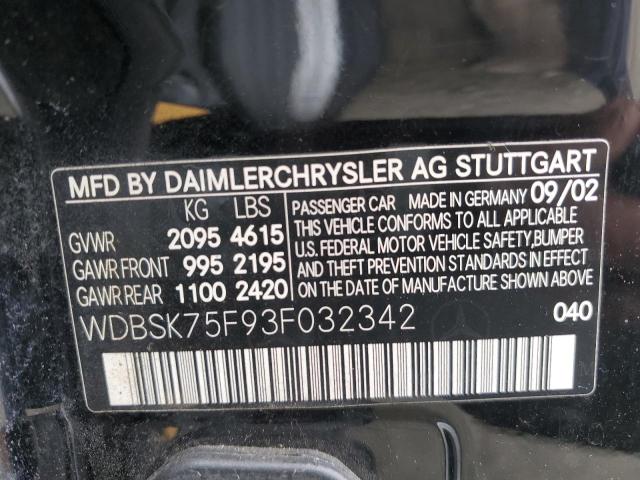 MFD BY DAIMLERCHRYSLER AG STUTTGART
KG LBS
GVWR 2095 4615
GAWR FRONT 995 2195
GAWR REAR 1100 2420
PASSENGER CAR MADE IN GERMANY 09/02
THIS VEHICLE CONFORMS TO ALL APPLICABLE
U.S. FEDERAL MOTOR VEHICLE SAFETY, BUMPER
AND THEFT PREVENTION STANDARDS IN EFFECT
ON THE DATE OF MANUFACTURE SHOWN ABOVE
WDBSK75F93F032342
040